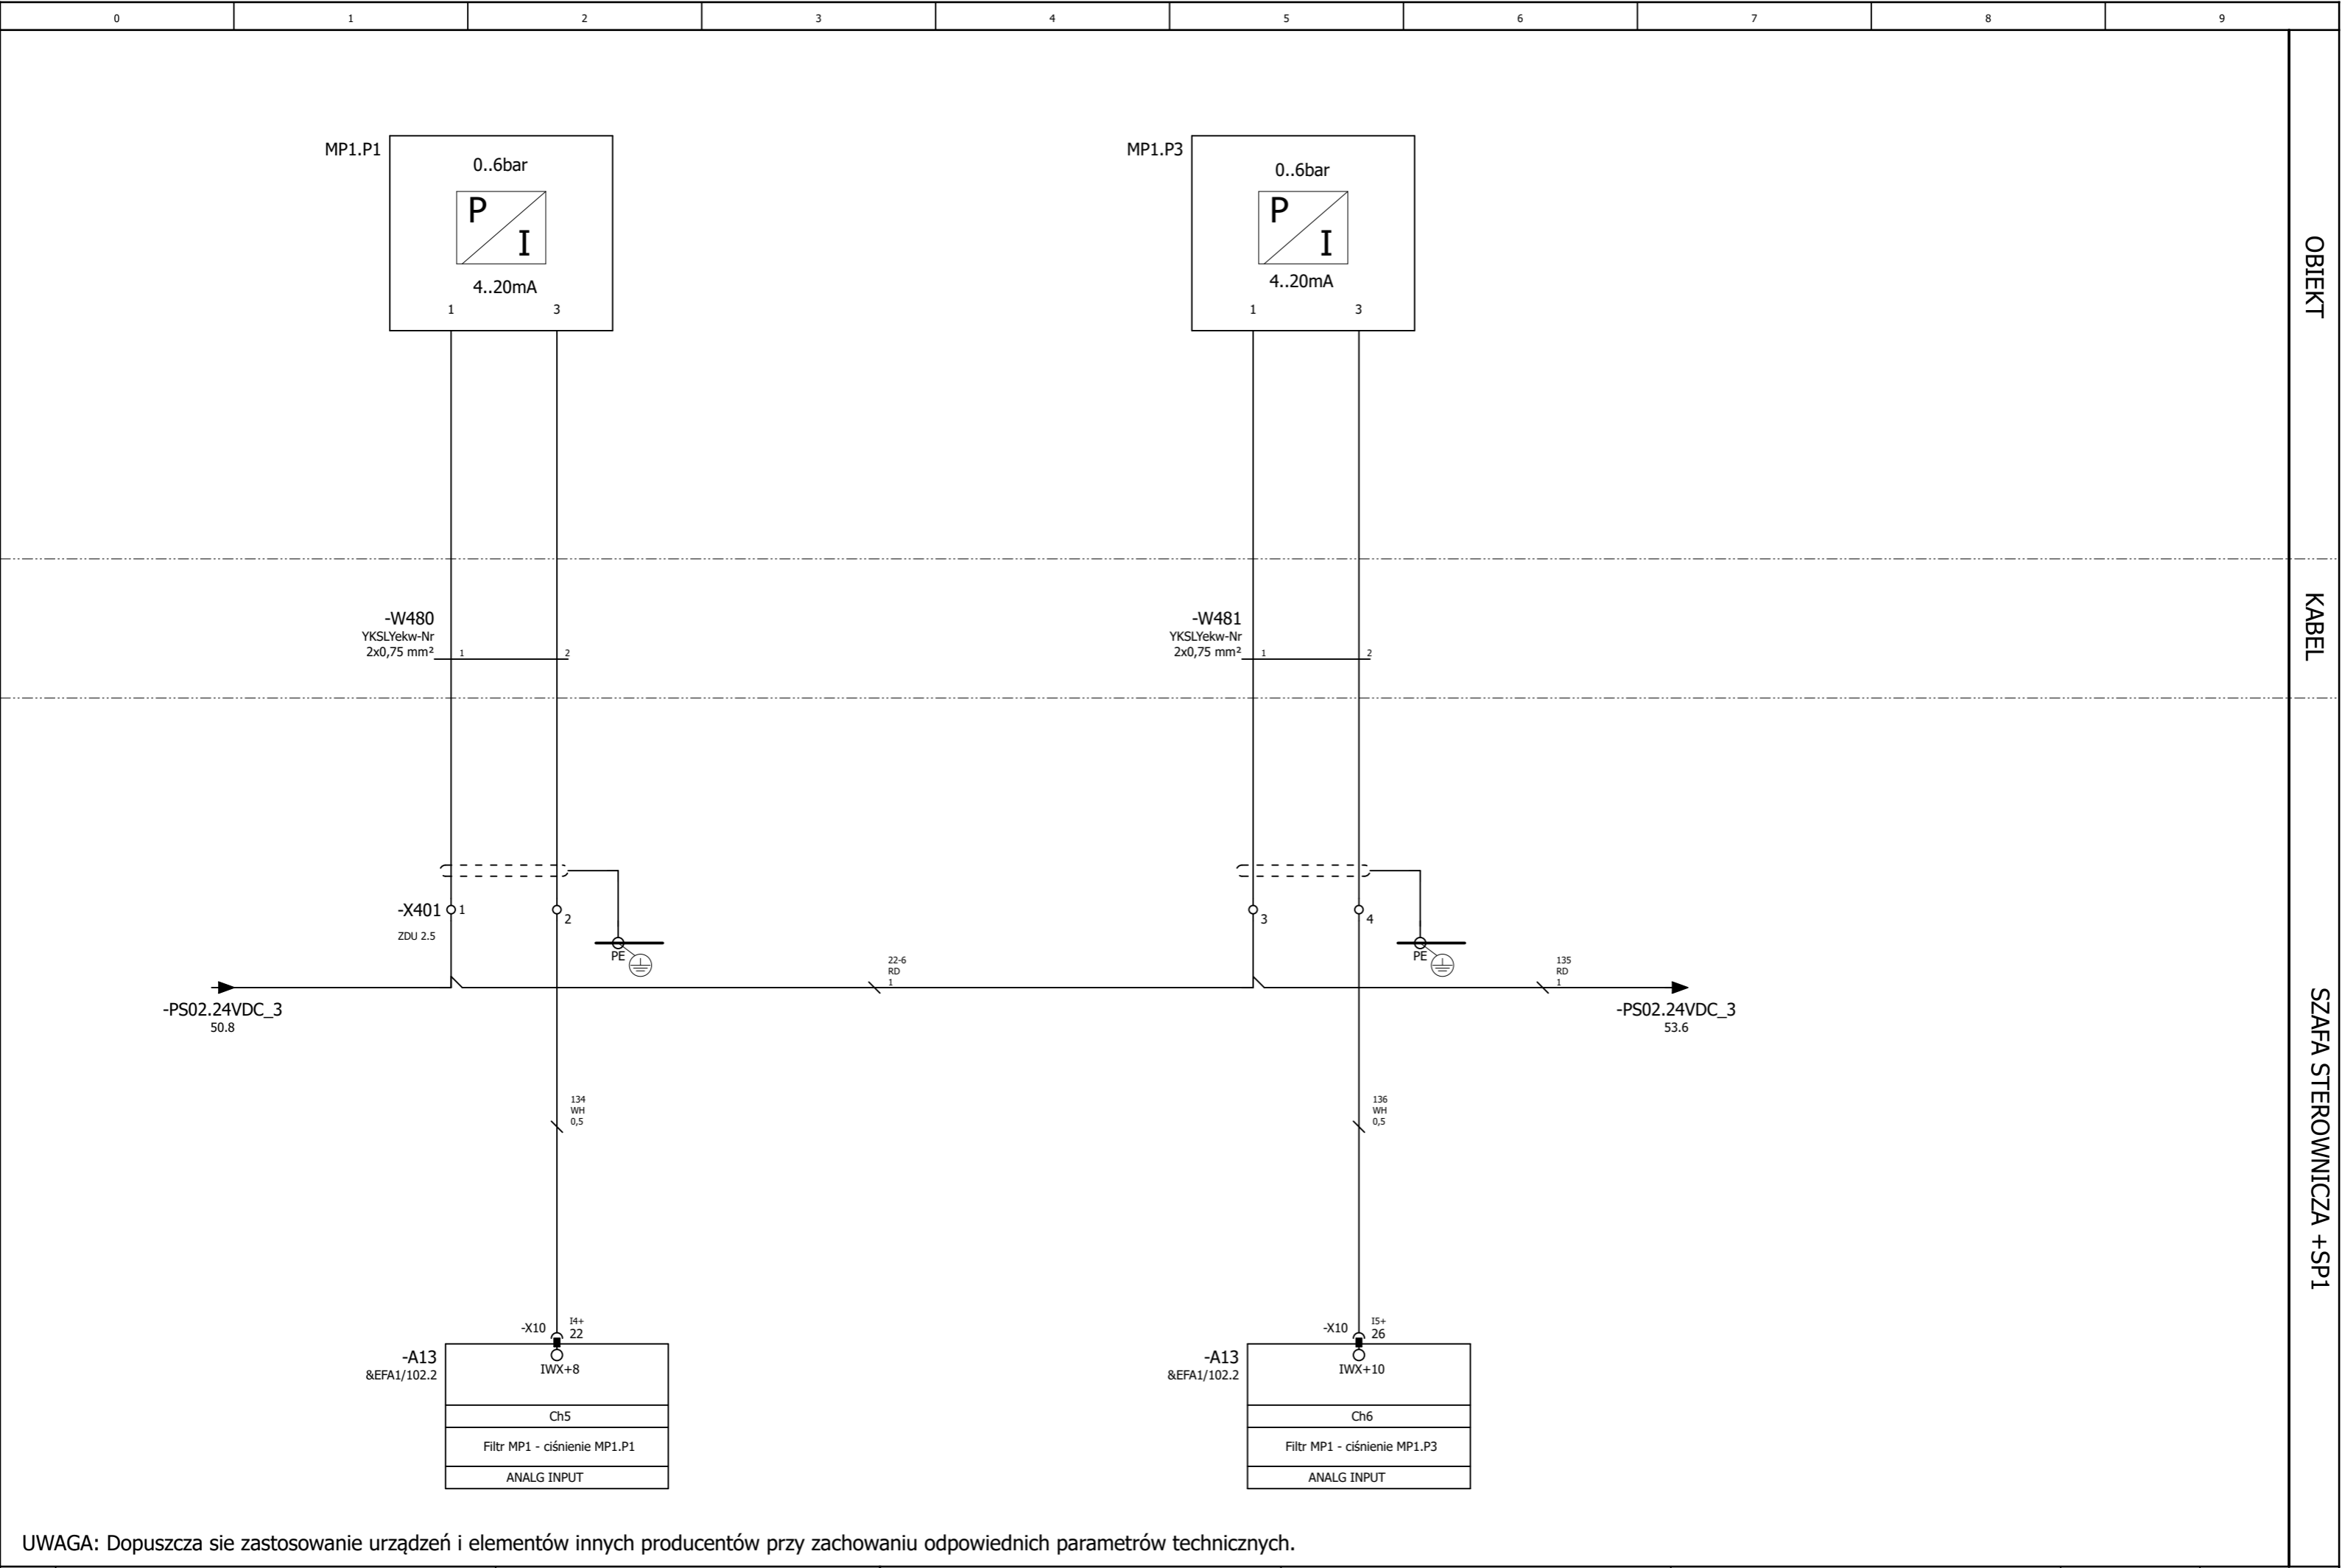 0 1 2 3 4 5 6 7 8 9
MP1.P1
0..6bar
P
I
4..20mA
1 3
MP1.P3
0..6bar
P
I
4..20mA
1 3
OBIEKT
-W480
YKSLYekw-Nr
2x0,75 mm²
1 2
-W481
YKSLYekw-Nr
2x0,75 mm²
1 2
KABEL
-X401 1 2
ZDU 2.5
PE
3 4
PE
-PS02.24VDC_3
50.8
22-6
RD
1
135
RD
1
-PS02.24VDC_3
53.6
134
WH
0,5
136
WH
0,5
SZAFA STEROWNICZA +SP1
-X10
I4+
22
-A13
&EFA1/102.2
IWX+8
Ch5
Filtr MP1 - ciśnienie MP1.P1
ANALG INPUT
-X10
I5+
26
-A13
&EFA1/102.2
IWX+10
Ch6
Filtr MP1 - ciśnienie MP1.P3
ANALG INPUT
UWAGA: Dopuszcza sie zastosowanie urządzeń i elementów innych producentów przy zachowaniu odpowiednich parametrów technicznych.